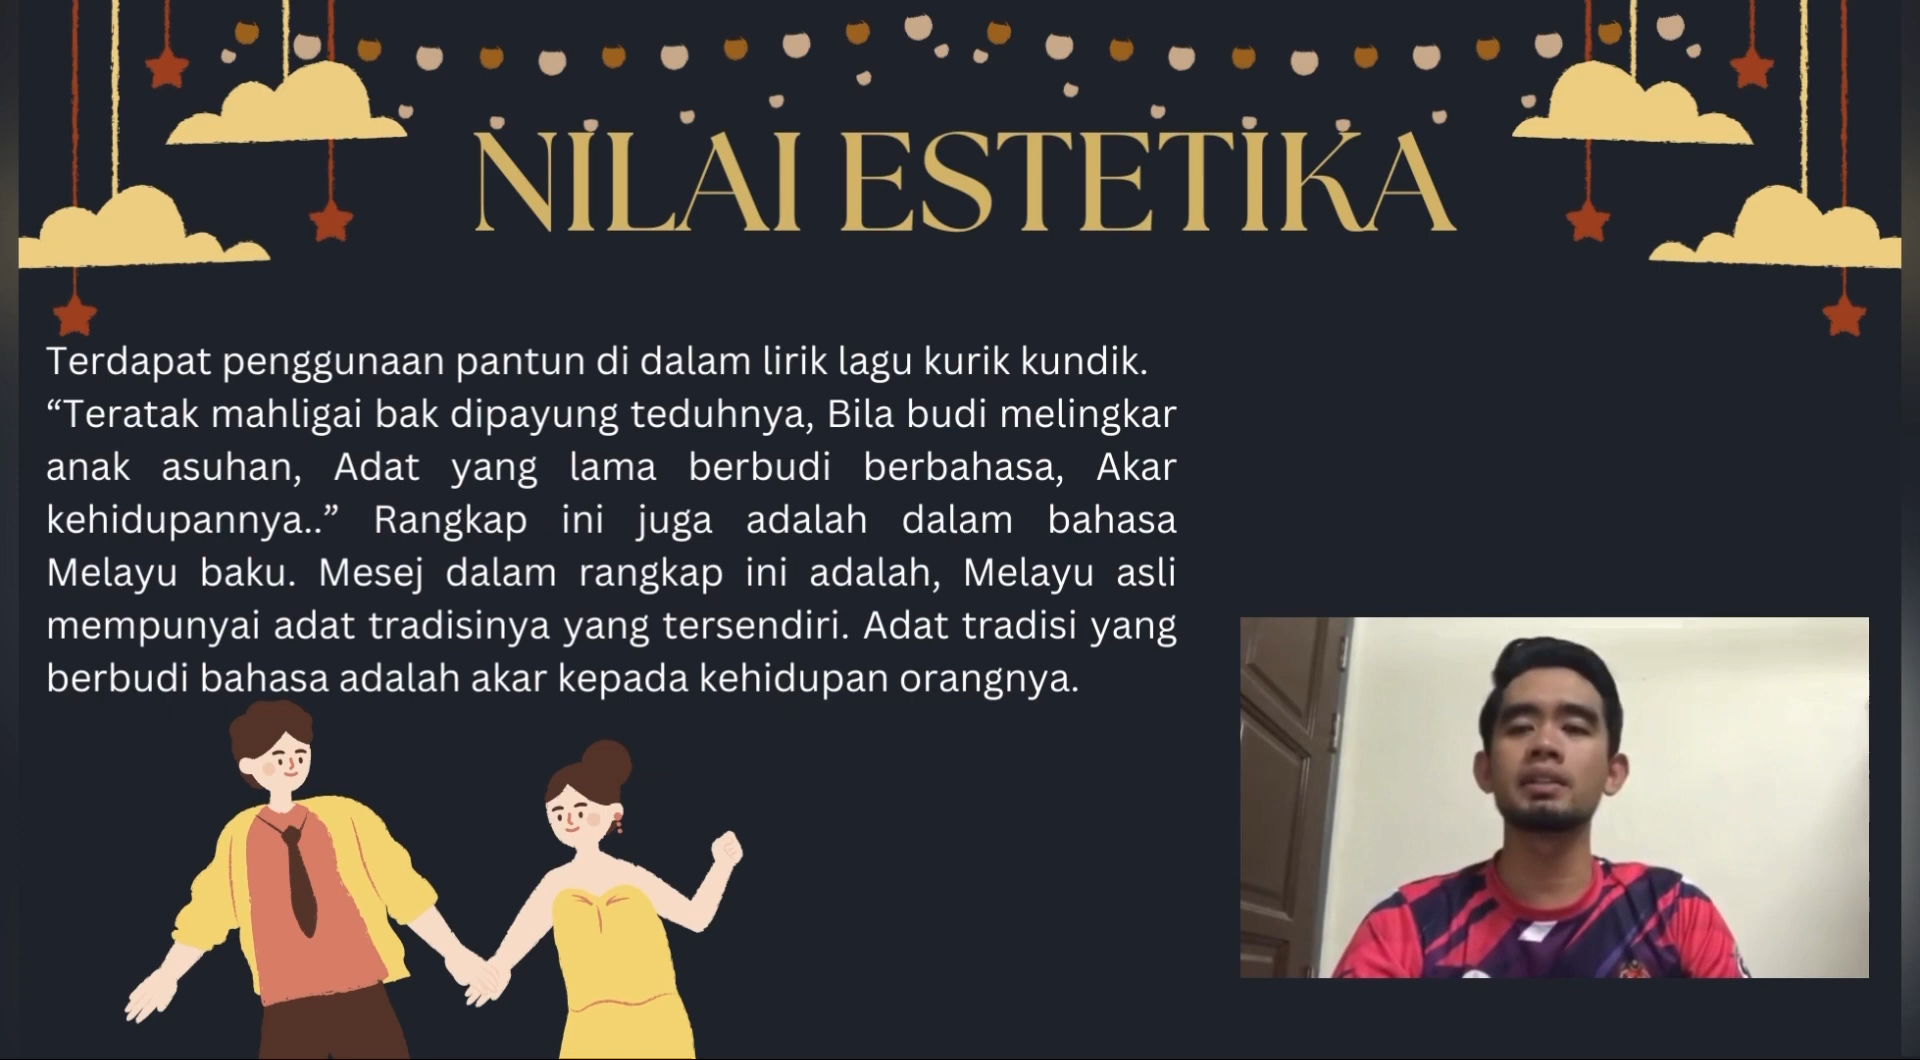 NILAI ESTETIKA
Terdapat penggunaan pantun di dalam lirik lagu kurik kundik.
“Teratak mahligai bak dipayung teduhnya, Bila budi melingkar
anak asuhan, Adat yang lama berbudi berbahasa, Akar
kehidupannya..” Rangkap ini juga adalah dalam bahasa
Melayu baku. Mesej dalam rangkap ini adalah, Melayu asli
mempunyai adat tradisinya yang tersendiri. Adat tradisi yang
berbudi bahasa adalah akar kepada kehidupan orangnya.